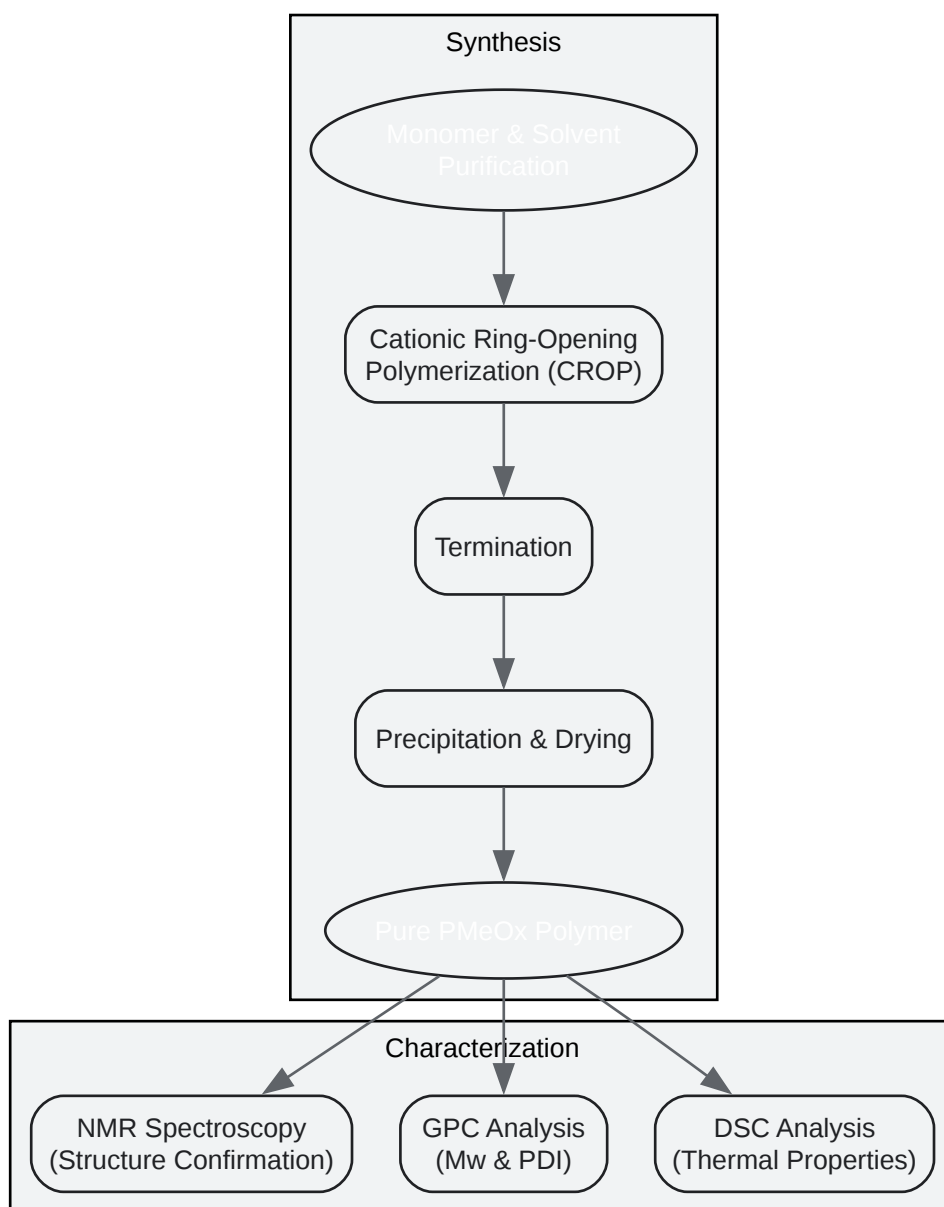 Synthesis
Monomer & Solvent
Purification
Cationic Ring-Opening
Polymerization (CROP)
Termination
Precipitation & Drying
Pure PMeOx Polymer
Characterization
NMR Spectroscopy
(Structure Confirmation)
GPC Analysis
(Mw & PDI)
DSC Analysis
(Thermal Properties)